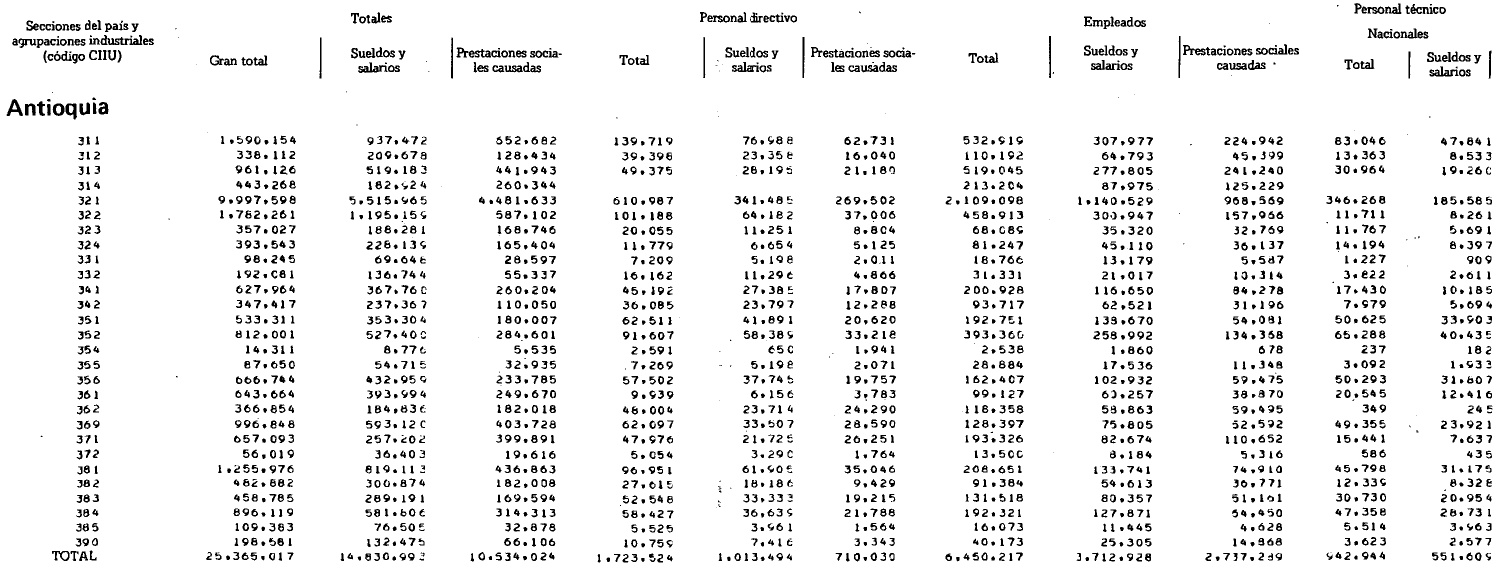 Secciones del país y agrupaciones industriales (código CIIU) Totales Personal directivo Empleados Personal técnico Nacionales
Gran total Sueldos y salarios Prestaciones socia-les causadas Total Sueldos y salarios Prestaciones socia-les causadas Total Sueldos y salarios Prestaciones sociales causadas Total Sueldos y salarios
Antioquia
311 1.590.154 937.472 652.682 139.719 76.988 62.731 532.919 307.977 224.942 83.046 47.841
312 338.112 209.678 128.434 39.398 23.358 16.040 110.192 64.793 45.399 13.363 8.533
313 961.126 519.183 441.943 49.375 28.195 21.180 519.045 277.805 241.240 30.964 19.260
314 443.268 182.924 260.344 213.204 87.975 125.229
321 9.997.598 5.515.965 4.481.633 610.987 341.485 269.502 2.109.098 1.140.529 968.569 346.268 185.585
322 1.782.261 1.195.159 587.102 101.188 64.182 37.006 458.913 300.947 157.966 11.711 8.261
323 357.027 188.281 168.746 20.055 11.251 8.804 68.089 35.320 32.769 11.767 5.691
324 393.543 228.139 165.404 11.779 6.654 5.125 81.247 45.110 36.137 14.194 8.397
331 98.245 69.648 28.597 7.209 5.198 2.011 18.766 13.179 5.587 1.227 909
332 192.081 136.744 55.337 16.162 11.296 4.866 31.331 21.017 10.314 3.822 2.611
341 627.964 367.760 260.204 45.192 27.385 17.807 200.928 116.650 84.278 17.430 10.185
342 347.417 237.367 110.050 36.085 23.797 12.288 93.717 62.521 31.196 7.979 5.694
351 533.311 353.304 180.007 62.511 41.891 20.620 192.751 138.670 54.081 50.625 33.903
352 812.001 527.400 284.601 91.607 58.389 33.218 393.360 258.992 134.368 65.288 40.435
354 14.311 8.776 5.535 2.591 650 1.941 2.538 1.860 678 237 182
355 87.650 54.715 32.935 7.269 5.198 2.071 28.884 17.536 11.348 3.092 1.933
356 666.744 432.959 233.785 57.502 37.745 19.757 162.407 102.932 59.475 50.293 31.807
361 643.664 393.994 249.670 9.939 6.156 3.783 99.127 60.257 38.870 20.545 12.416
362 366.854 184.836 182.018 48.004 23.714 24.290 118.358 58.863 59.495 349 245
369 996.848 593.120 403.728 62.097 33.507 28.590 128.397 75.805 52.592 49.355 23.921
371 657.093 257.202 399.891 47.976 21.725 26.251 193.326 82.674 110.652 15.441 7.637
372 56.019 36.403 19.616 5.054 3.290 1.764 13.500 8.184 5.316 586 435
381 1.255.976 819.113 436.863 96.951 61.905 35.046 208.651 133.741 74.910 45.798 31.175
382 482.882 300.874 182.008 27.615 18.186 9.429 91.384 54.613 36.771 12.339 8.328
383 458.785 289.191 169.594 52.548 33.333 19.215 131.518 80.357 51.161 30.730 20.954
384 896.119 581.806 314.313 58.427 36.639 21.788 192.321 127.871 54.450 47.358 28.731
385 109.383 76.505 32.878 5.525 3.961 1.564 16.073 11.445 4.628 5.514 3.963
390 198.581 132.475 66.106 10.759 7.416 3.343 40.173 25.305 14.868 3.623 2.577
TOTAL 25.365.017 14.830.993 10.534.024 1.723.524 1.013.494 710.030 6.450.217 3.712.928 2.737.289 942.944 551.609